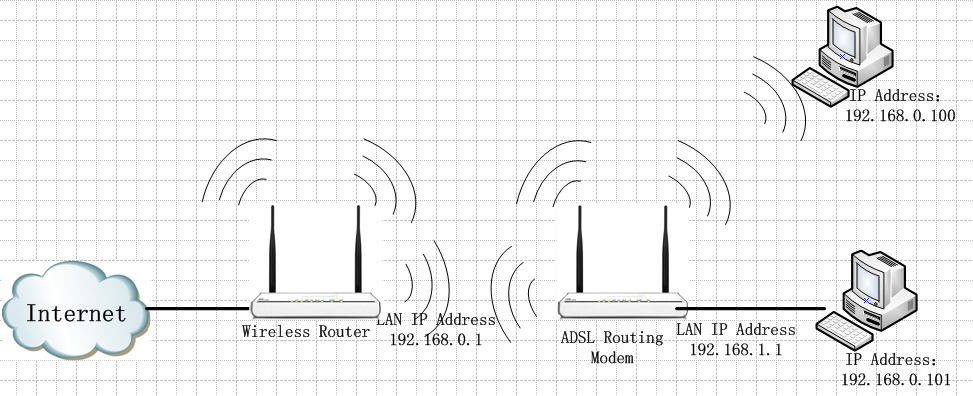 IP Address:
192.168.0.100
Internet
Wireless Router
LAN IP Address
192.168.0.1
ADSL Routing
Modem
LAN IP Address
192.168.1.1
IP Address:
192.168.0.101